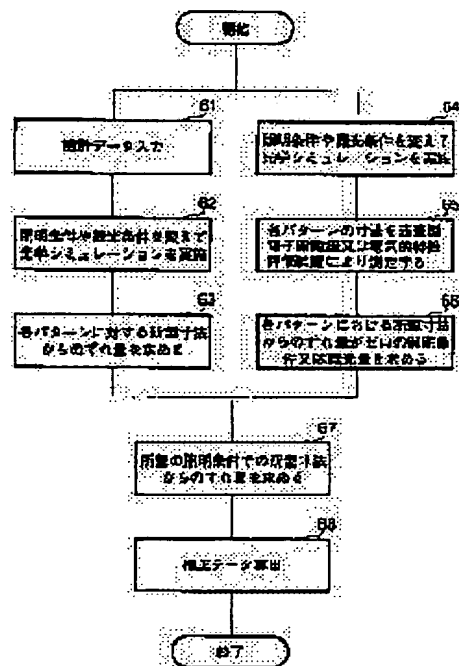 開始
61
設計データ入力
62
照明条件や露光条件を変えて
光学シミュレーションを実施
63
各パターンに対する所望寸法
からのずれ量を求める
64
照明条件や露光条件を変えて
光学シミュレーションを実施
65
各パターンの寸法を走査型
電子顕微鏡又は電気的特性
評価装置により測定する
66
各パターンにおける所望寸法
からのずれ量がゼロの照明条
件又は露光量を求める
67
所望の照明条件での所望寸法
からのずれ量を求める
68
補正データ算出
終了